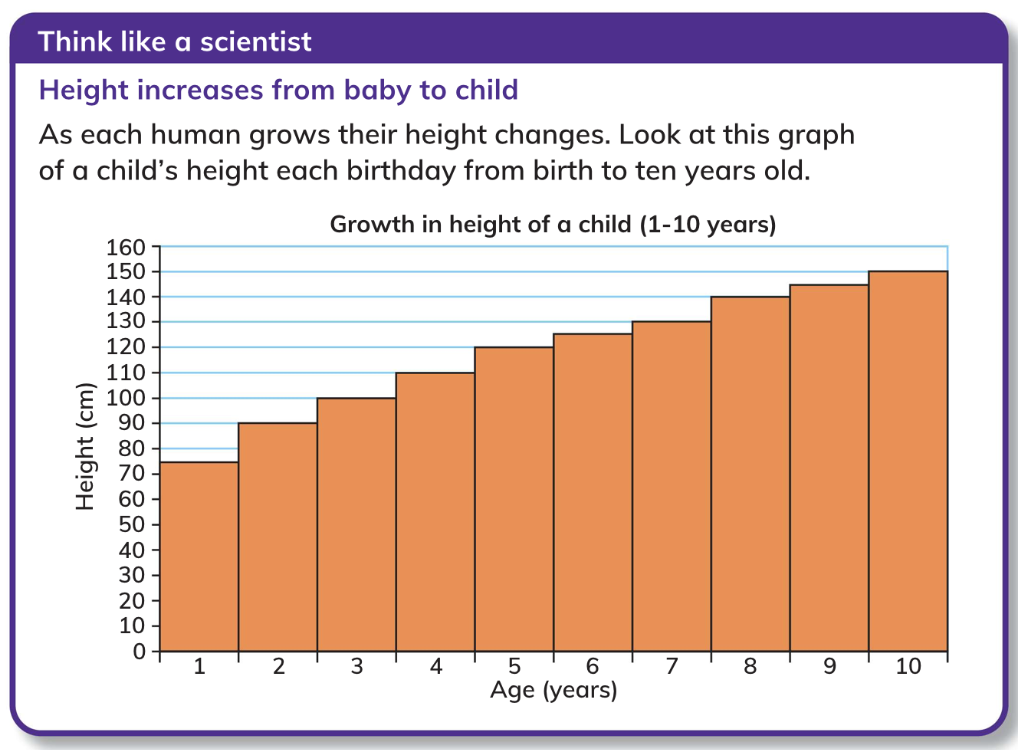 Think like a scientist
Height increases from baby to child
As each human grows their height changes. Look at this graph
of a child's height each birthday from birth to ten years old.
Growth in height of a child (1-10 years)
160
150
140
130
120
110
100
90
80
70
60
50
40
30
20
10
0
Height (cm)
1 2 3 4 5 6 7 8 9 10
Age (years)